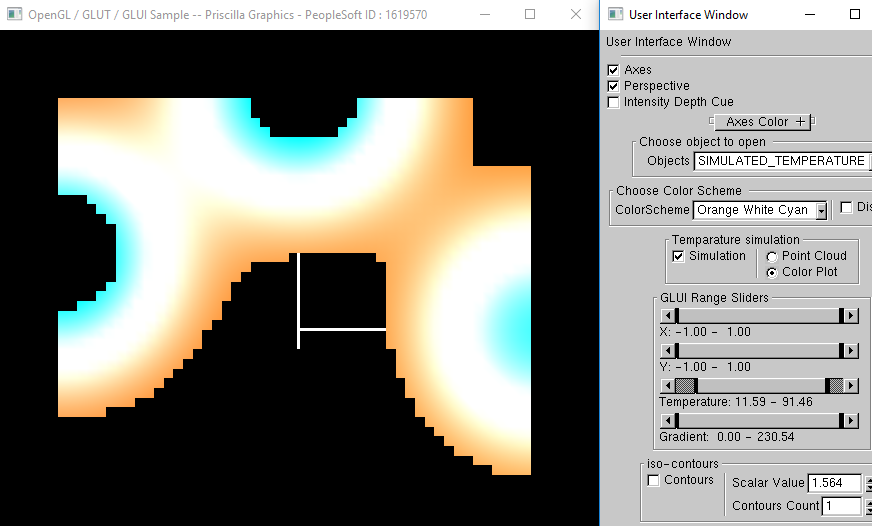 OpenGL / GLUT / GLUI Sample -- Priscilla Graphics - PeopleSoft ID : 1619570
User Interface Window
User Interface Window
Axes
Perspective
Intensity Depth Cue
Axes Color +
Choose object to open
Objects SIMULATED_TEMPERATURE
Choose Color Scheme
ColorScheme Orange White Cyan
Temparature simulation
Simulation Point Cloud
Color Plot
GLUI Range Sliders
X: -1.00 - 1.00
Y: -1.00 - 1.00
Temperature: 11.59 - 91.46
Gradient: 0.00 - 230.54
iso-contours
Contours Scalar Value 1.564
Contours Count 1